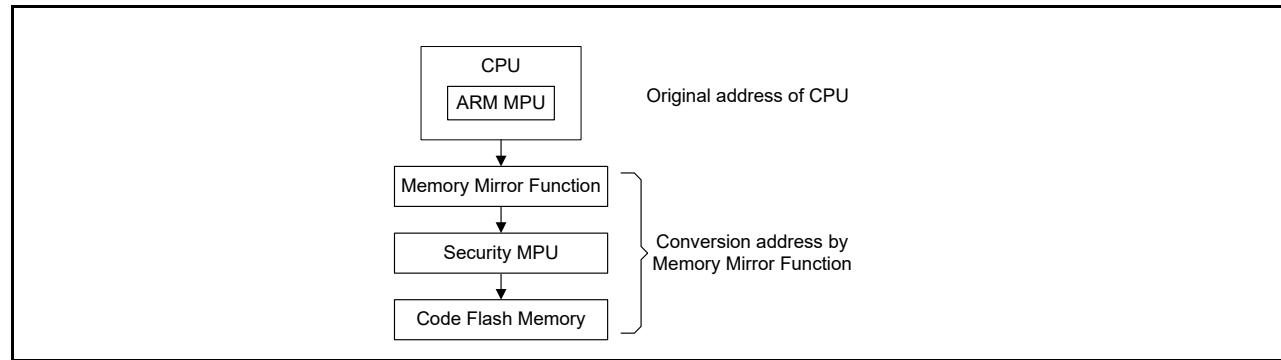 CPU
ARM MPU
Original address of CPU
Memory Mirror Function
Security MPU
Conversion address by
Memory Mirror Function
Code Flash Memory